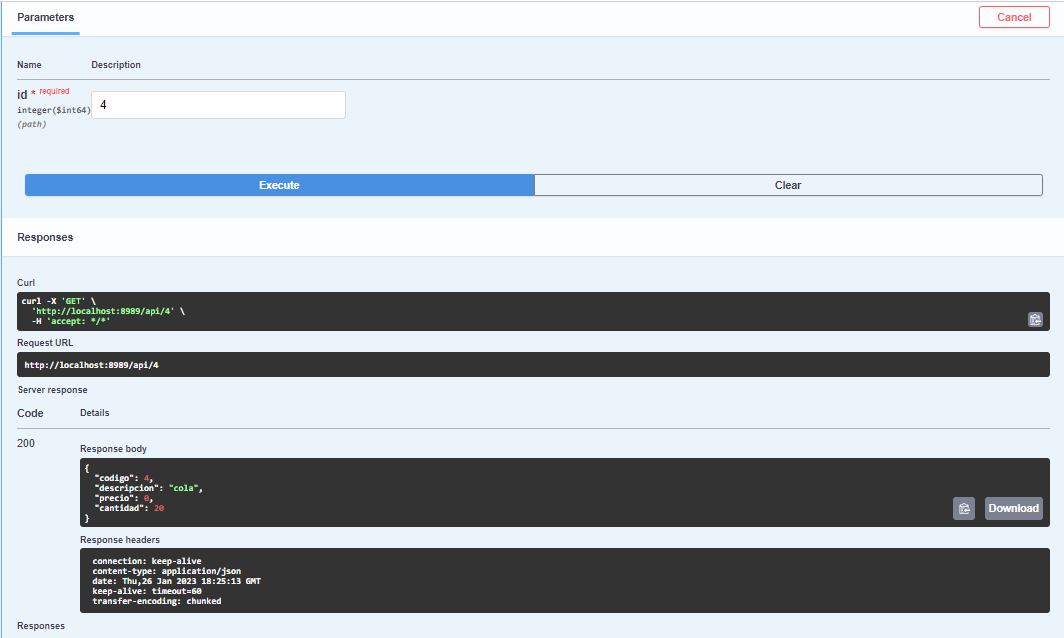 Parameters
Cancel
Name Description
id * required
integer($int64)
(path)
4
Execute Clear
Responses
Curl
curl -X 'GET' \
'http://localhost:8989/api/4' \
-H 'accept: */*'
Request URL
http://localhost:8989/api/4
Server response
Code Details
200
Response body
{
"codigo": 4,
"descripcion": "cola",
"precio": 0,
"cantidad": 20
}
Download
Response headers
connection: keep-alive
content-type: application/json
date: Thu,26 Jan 2023 18:25:13 GMT
keep-alive: timeout=60
transfer-encoding: chunked
Responses